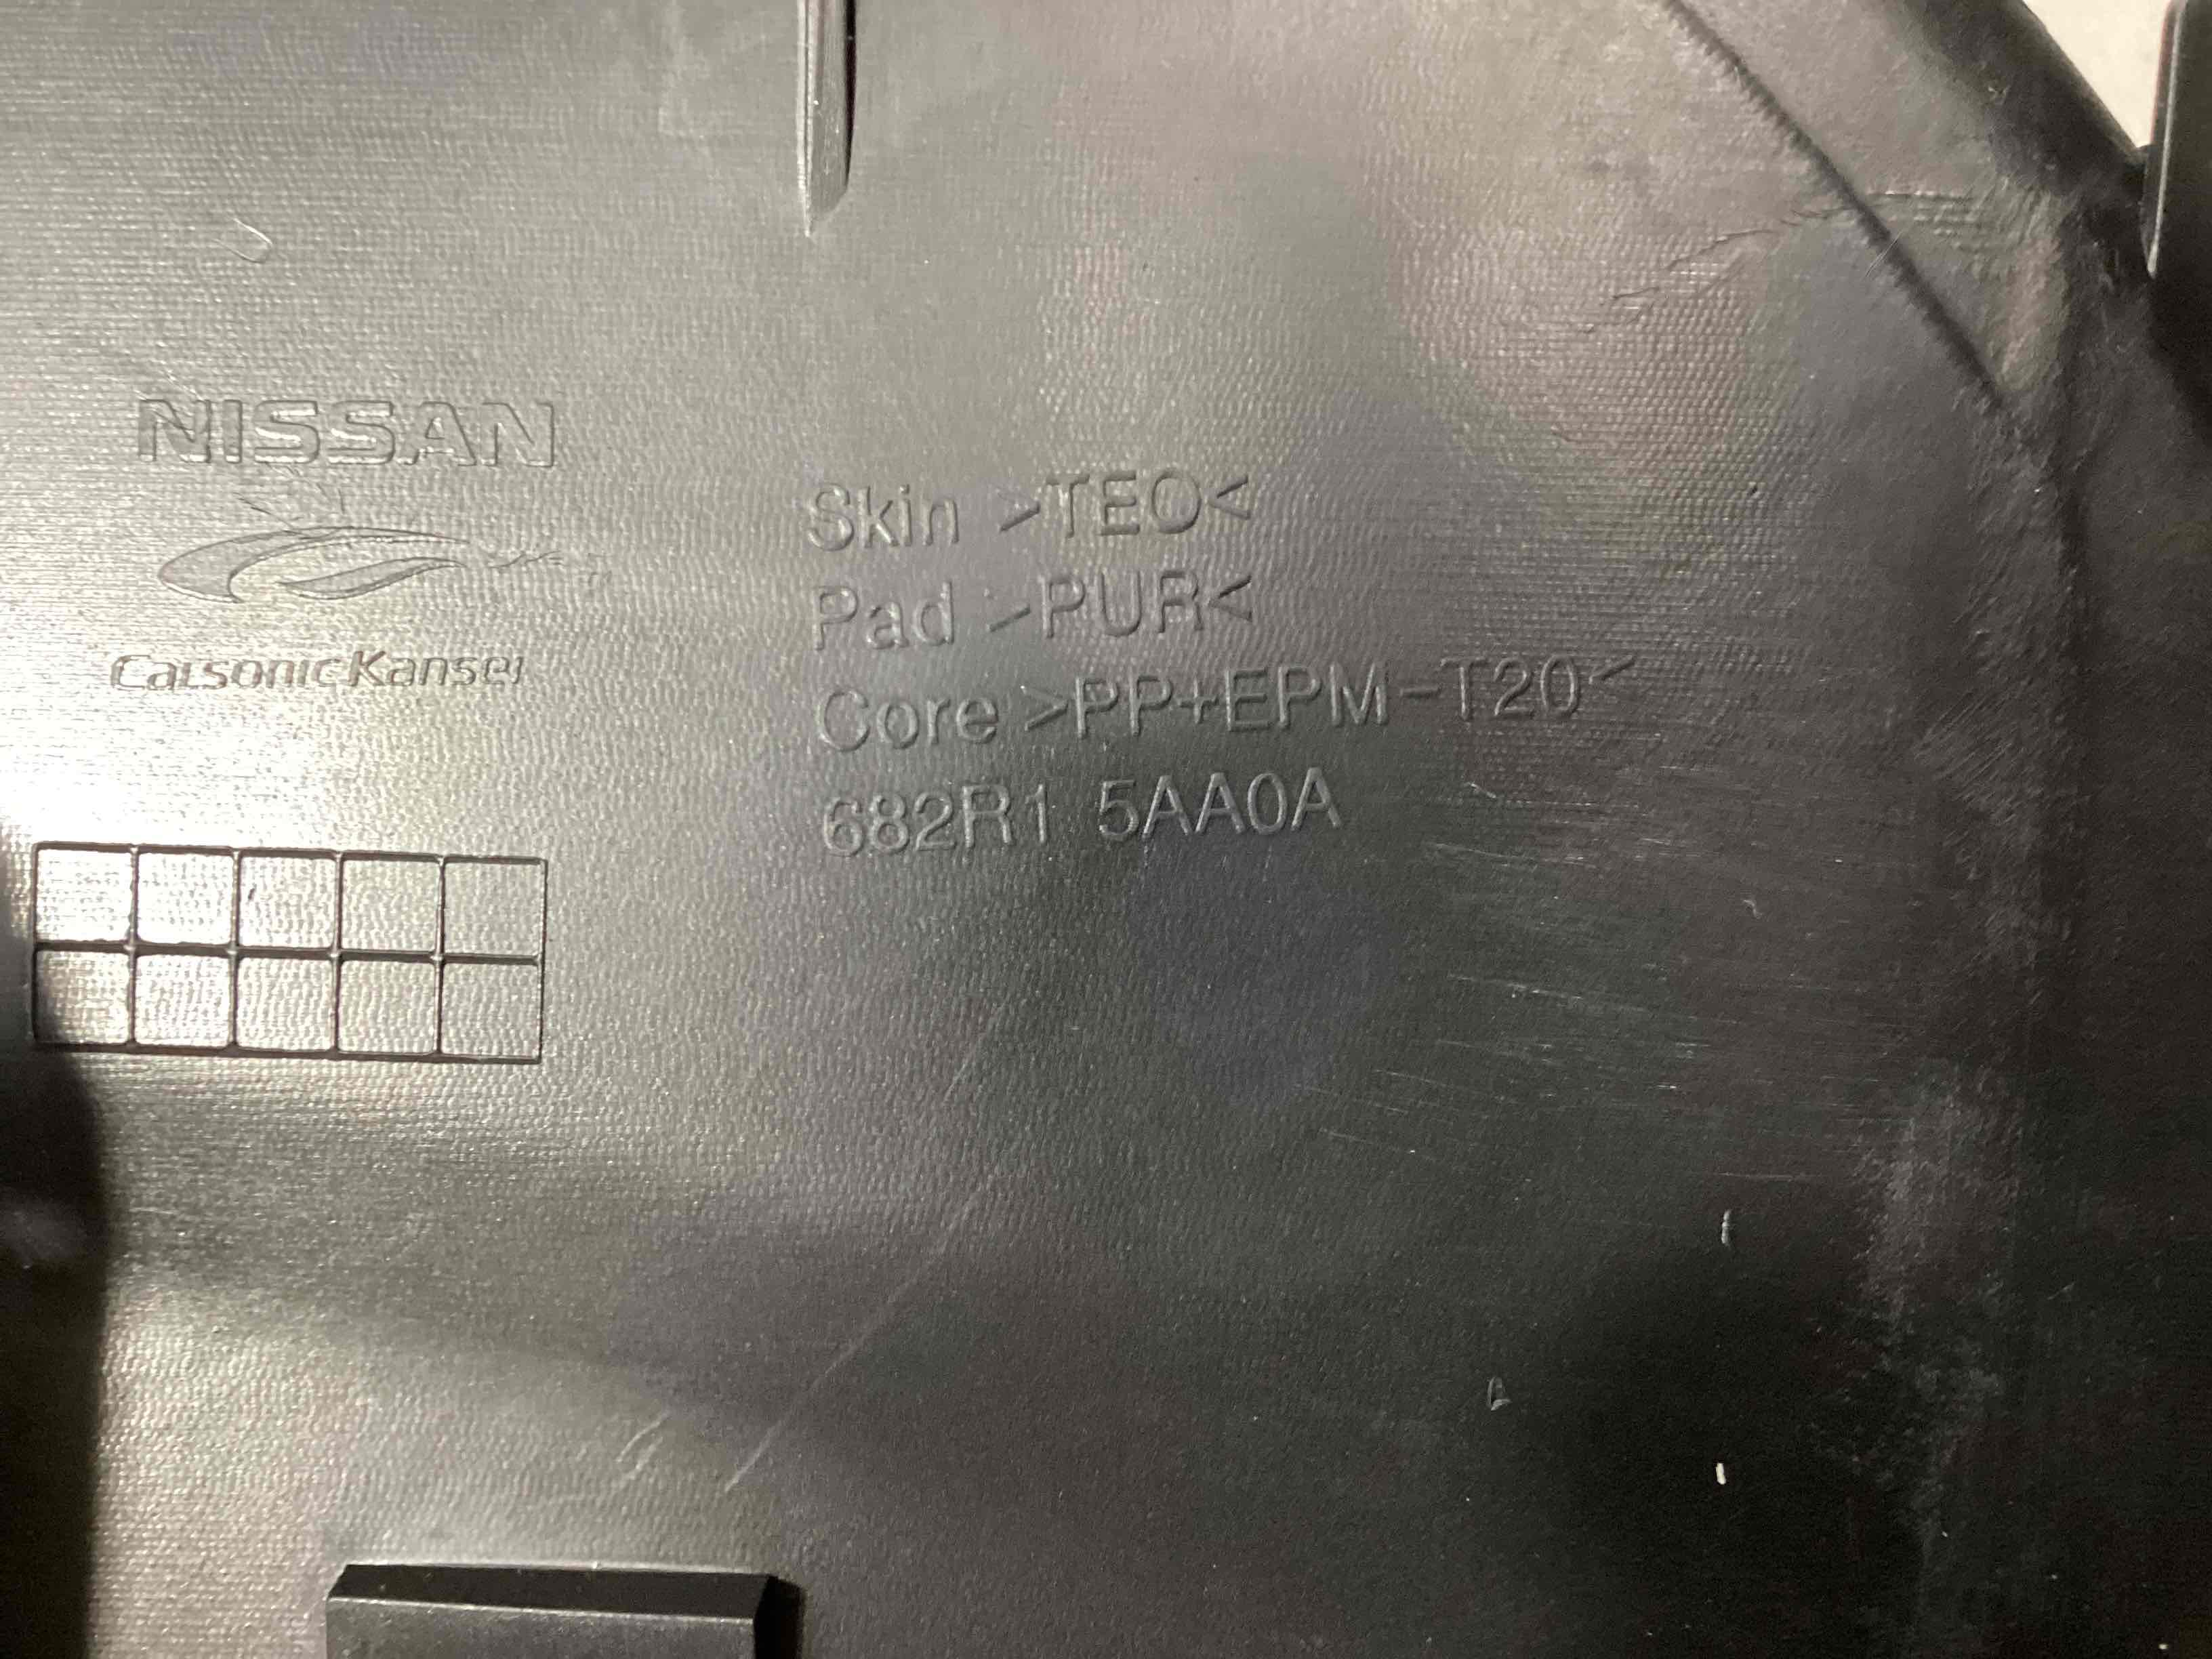 NISSAN
CalsonicKansei
Skin >TEO<
Pad >PUR<
Core >PP+EPM-T20<
682R1 5AA0A